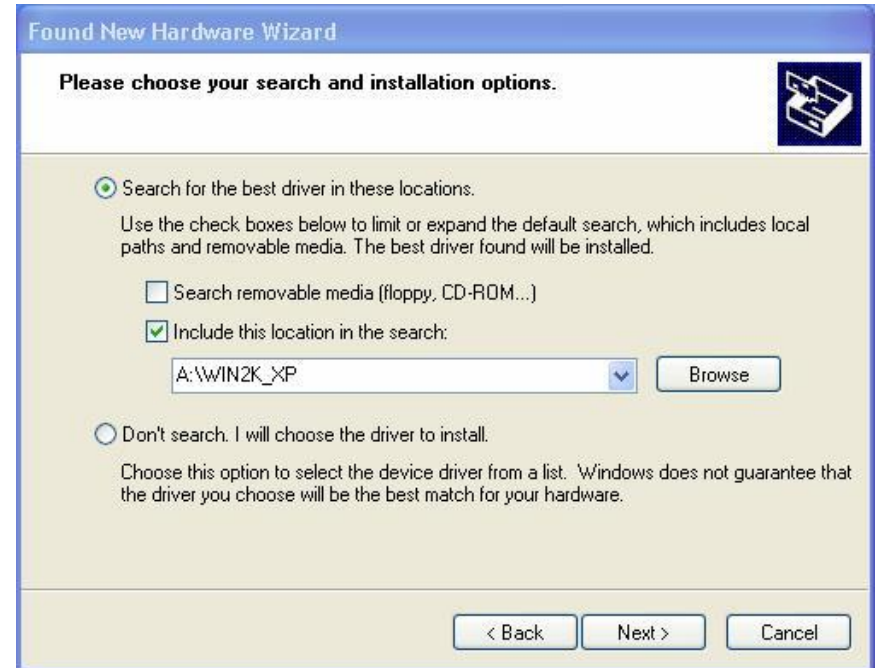 Found New Hardware Wizard
Please choose your search and installation options.
Search for the best driver in these locations.
Use the check boxes below to limit or expand the default search, which includes local
paths and removable media. The best driver found will be installed.
Search removable media (floppy, CD-ROM...)
Include this location in the search:
A:\WIN2K_XP
Browse
Don't search. I will choose the driver to install.
Choose this option to select the device driver from a list. Windows does not guarantee that
the driver you choose will be the best match for your hardware.
< Back Next > Cancel